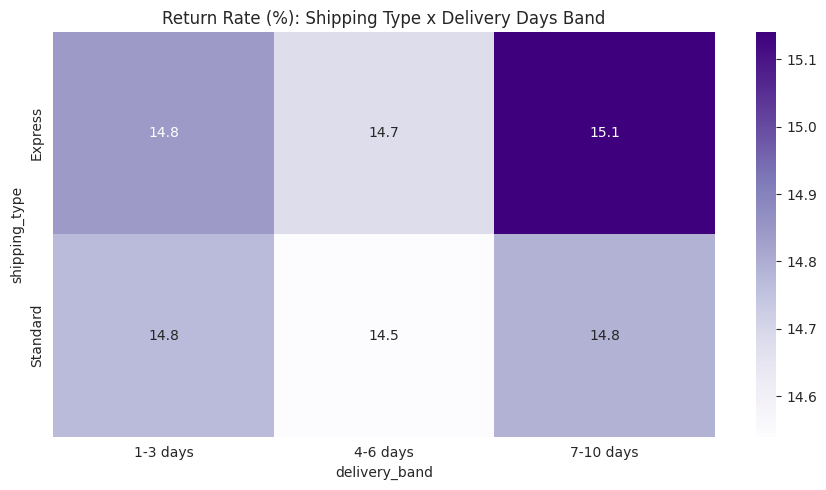 Return Rate (%): Shipping Type x Delivery Days Band
shipping_type
Express
14.8 14.7 15.1
Standard
14.8 14.5 14.8
1-3 days 4-6 days 7-10 days
delivery_band
15.1
15.0
14.9
14.8
14.7
14.6